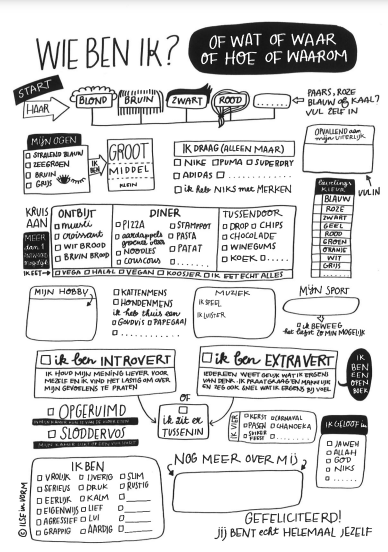 WIE BEN IK?
OF WAT OF WAAR
OF HOE OF WAAROM
START
HAAR
BLOND
BRUIN
ZWART
ROOD
PAARS, ROZE
BLAUW OF KAAL?
VUL ZELF IN
MIJN OGEN
STRALEND BLAUW
ZEEGROEN
BRUIN
GRIJS
IK BEN
GROOT
MIDDEL
KLEIN
IK DRAAG (ALLEEN MAAR)
NIKE
PUMA
SUPERDRY
ADIDAS
ik heb NIKS met MERKEN
OPVALLEND aan
mijn UITERLIJK
VUL IN
lievelings
KLEUR
BLAUW
ROZE
ZWART
GEEL
ROOD
GROEN
ORANJE
WIT
GRIJS
KRUIS
AAN
MEER
DAN 1
ONTBIJT
muesli
WIT BROOD
BRUIN BROOD
DINER
PIZZA
aardappels
groente vlees
NOODLES
COUSCOUS
STAMPPOT
PASTA
PATAT
TUSSENDOOR
DROP
CHIPS
CHOCOLADE
WINEGUMS
KOEK
IK EET
VEGA
HALAL
VEGAN
KOOSJER
IK EET ECHT ALLES
MIJN HOBBY
KATTENMENS
HONDENMENS
ik heb thuis een
GOUDVIS
PAPEGAAI
MUZIEK
IK SPEEL
IK LUISTER
MIJN SPORT
IK BEWEEG
het liefst ZO MIN MOGELIJK
ik ben INTROVERT
IK HOUD MIJN MENING LIEVER VOOR
MEZELF EN IK VIND HET LASTIG OM OVER
MIJN GEVOELENS TE PRATEN
ik ben EXTRAVERT
IEDEREEN WEET GELIJK WAT IK ERGENS
VAN DENK. IK PRAAT GRAAG EN MAKKELIJK
EN ZEG OOK SNEL WAT IK ERGENS BIJ VOEL
IK BEN
EEN
OPEN
BOEK
OF
ik zit er
TUSSENIN
OPGERUIMD
SLODDERVOS
IK VIER
KERST
PASEN
SUIKER
FEEST
CARNAVAL
CHANOEKA
IK GELOOF in
JAHWEH
ALLAH
GOD
NIKS
IK BEN
VROLIJK
SERIEUS
EERLIJK
EIGENWIJS
AGRESSIEF
GRAPPIG
IJVERIG
DRUK
KALM
LIEF
LUI
AARDIG
SLIM
RUSTIG
NOG MEER OVER MIJ
GEFELICITEERD!
jij BENT echt HELEMAAL JEZELF
© ILSE in VORM